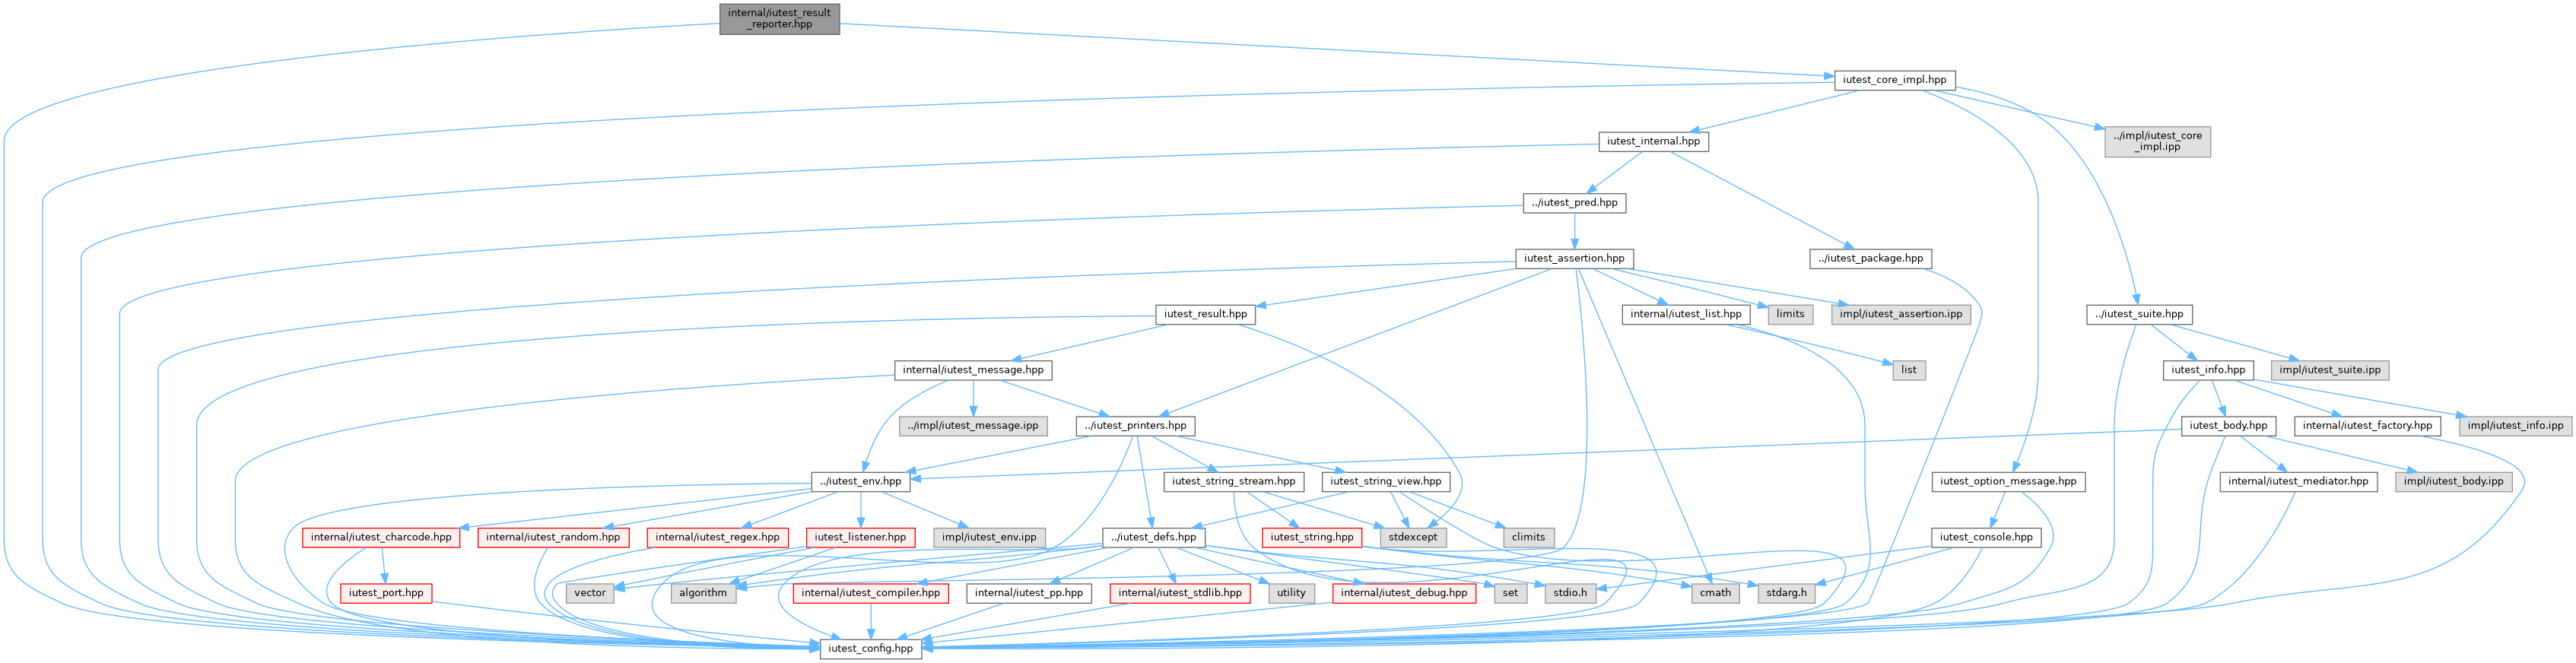 internal/iutest_result
_reporter.hpp
iutest_core_impl.hpp
iutest_internal.hpp
../impl/iutest_core
_impl.ipp
../iutest_pred.hpp
iutest_assertion.hpp
../iutest_package.hpp
iutest_result.hpp
internal/iutest_list.hpp
limits
impl/iutest_assertion.ipp
../iutest_suite.hpp
internal/iutest_message.hpp
list
iutest_info.hpp
impl/iutest_suite.ipp
../impl/iutest_message.ipp
../iutest_printers.hpp
iutest_body.hpp
internal/iutest_factory.hpp
impl/iutest_info.ipp
../iutest_env.hpp
iutest_string_stream.hpp
iutest_string_view.hpp
iutest_option_message.hpp
internal/iutest_mediator.hpp
impl/iutest_body.ipp
internal/iutest_charcode.hpp
internal/iutest_random.hpp
internal/iutest_regex.hpp
iutest_listener.hpp
impl/iutest_env.ipp
../iutest_defs.hpp
iutest_string.hpp
stdexcept
climits
iutest_console.hpp
iutest_port.hpp
vector
algorithm
internal/iutest_compiler.hpp
internal/iutest_pp.hpp
internal/iutest_stdlib.hpp
utility
internal/iutest_debug.hpp
set
stdio.h
cmath
stdarg.h
iutest_config.hpp